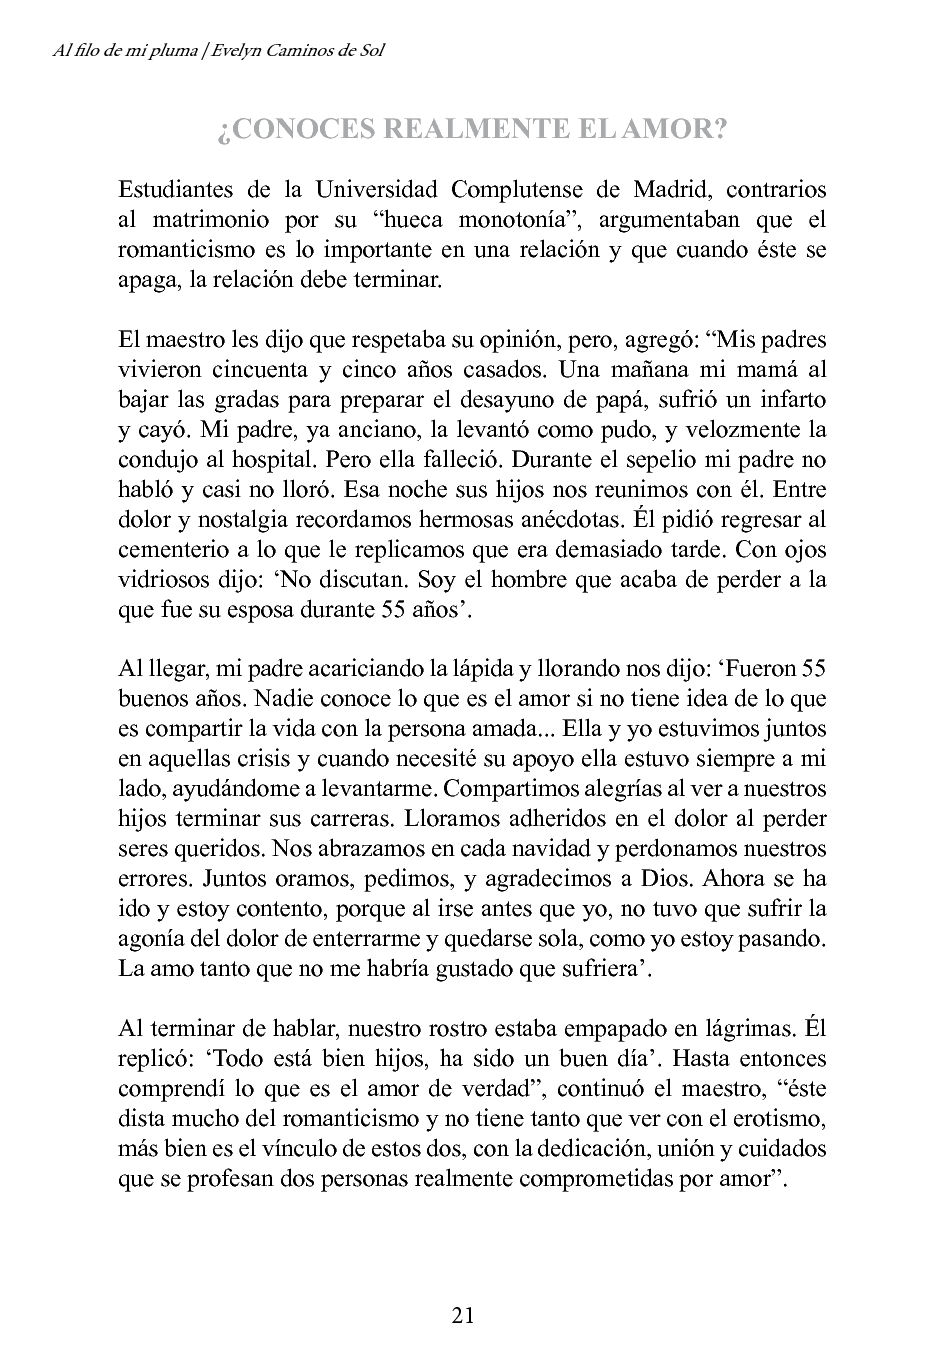 Al filo de mi pluma / Evelyn Caminos de Sol
¿CONOCES REALMENTE EL AMOR?
Estudiantes de la Universidad Complutense de Madrid, contrarios
al matrimonio por su “hueca monotonía”, argumentaban que el
romanticismo es lo importante en una relación y que cuando éste se
apaga, la relación debe terminar.
El maestro les dijo que respetaba su opinión, pero, agregó: “Mis padres
vivieron cincuenta y cinco años casados. Una mañana mi mamá al
bajar las gradas para preparar el desayuno de papá, sufrió un infarto
y cayó. Mi padre, ya anciano, la levantó como pudo, y velozmente la
condujo al hospital. Pero ella falleció. Durante el sepelio mi padre no
habló y casi no lloró. Esa noche sus hijos nos reunimos con él. Entre
dolor y nostalgia recordamos hermosas anécdotas. Él pidió regresar al
cementerio a lo que le replicamos que era demasiado tarde. Con ojos
vidriosos dijo: ‘No discutan. Soy el hombre que acaba de perder a la
que fue su esposa durante 55 años’.
Al llegar, mi padre acariciando la lápida y llorando nos dijo: ‘Fueron 55
buenos años. Nadie conoce lo que es el amor si no tiene idea de lo que
es compartir la vida con la persona amada... Ella y yo estuvimos juntos
en aquellas crisis y cuando necesité su apoyo ella estuvo siempre a mi
lado, ayudándome a levantarme. Compartimos alegrías al ver a nuestros
hijos terminar sus carreras. Lloramos adheridos en el dolor al perder
seres queridos. Nos abrazamos en cada navidad y perdonamos nuestros
errores. Juntos oramos, pedimos, y agradecimos a Dios. Ahora se ha
ido y estoy contento, porque al irse antes que yo, no tuvo que sufrir la
agonía del dolor de enterrarme y quedarse sola, como yo estoy pasando.
La amo tanto que no me habría gustado que sufriera’.
Al terminar de hablar, nuestro rostro estaba empapado en lágrimas. Él
replicó: ‘Todo está bien hijos, ha sido un buen día’. Hasta entonces
comprendí lo que es el amor de verdad”, continuó el maestro, “éste
dista mucho del romanticismo y no tiene tanto que ver con el erotismo,
más bien es el vínculo de estos dos, con la dedicación, unión y cuidados
que se profesan dos personas realmente comprometidas por amor”.
21